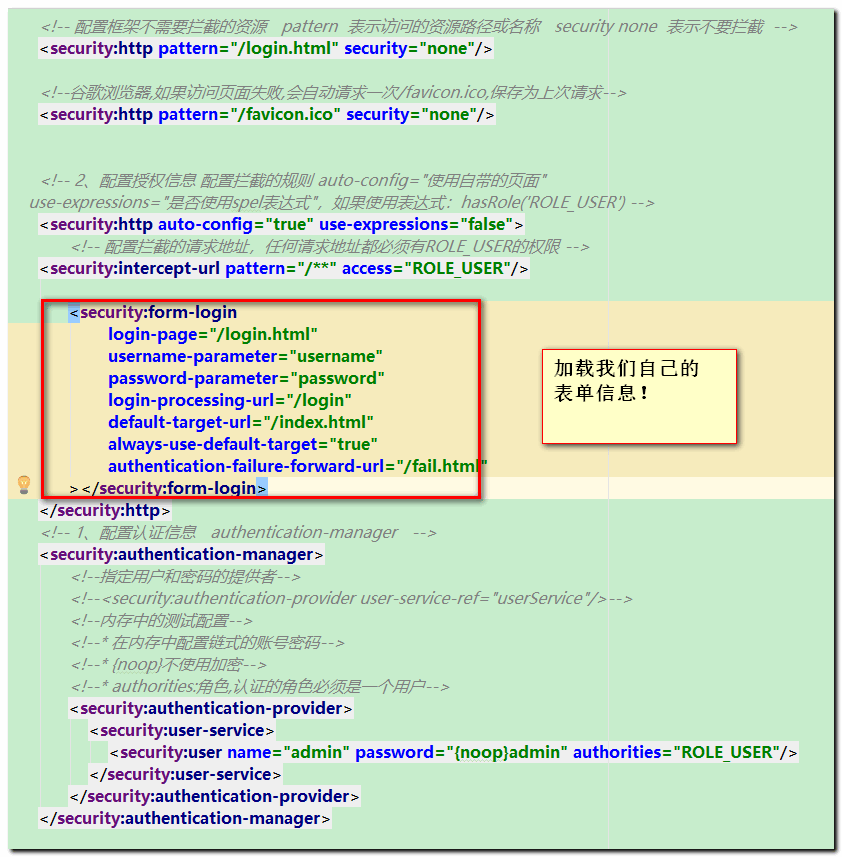 <!-- 配置框架不需要拦截的资源   pattern  表示访问的资源路径或名称   security none  表示不要拦截  -->
<security:http pattern="/login.html" security="none"/>
<!--谷歌浏览器,如果访问页面失败,会自动请求一次/favicon.ico,保存为上次请求-->
<security:http pattern="/favicon.ico" security="none"/>
<!-- 2、配置授权信息 配置拦截的规则 auto-config="使用自带的页面"
use-expressions="是否使用spel表达式"，如果使用表达式：hasRole('ROLE_USER') -->
<security:http auto-config="true" use-expressions="false">
<!-- 配置拦截的请求地址，任何请求地址都必须有ROLE_USER的权限 -->
<security:intercept-url pattern="/**" access="ROLE_USER"/>
<security:form-login
login-page="/login.html"
username-parameter="username"
password-parameter="password"
login-processing-url="/login"
default-target-url="/index.html"
always-use-default-target="true"
authentication-failure-forward-url="/fail.html"
></security:form-login>
加载我们自己的
表单信息！
</security:http>
<!-- 1、配置认证信息   authentication-manager   -->
<security:authentication-manager>
<!--指定用户和密码的提供者-->
<!--<security:authentication-provider user-service-ref="userService"/>-->
<!--内存中的测试配置-->
<!--* 在内存中配置链式的账号密码-->
<!--* {noop}不使用加密-->
<!--* authorities:角色,认证的角色必须是一个用户-->
<security:authentication-provider>
<security:user-service>
<security:user name="admin" password="{noop}admin" authorities="ROLE_USER"/>
</security:user-service>
</security:authentication-provider>
</security:authentication-manager>